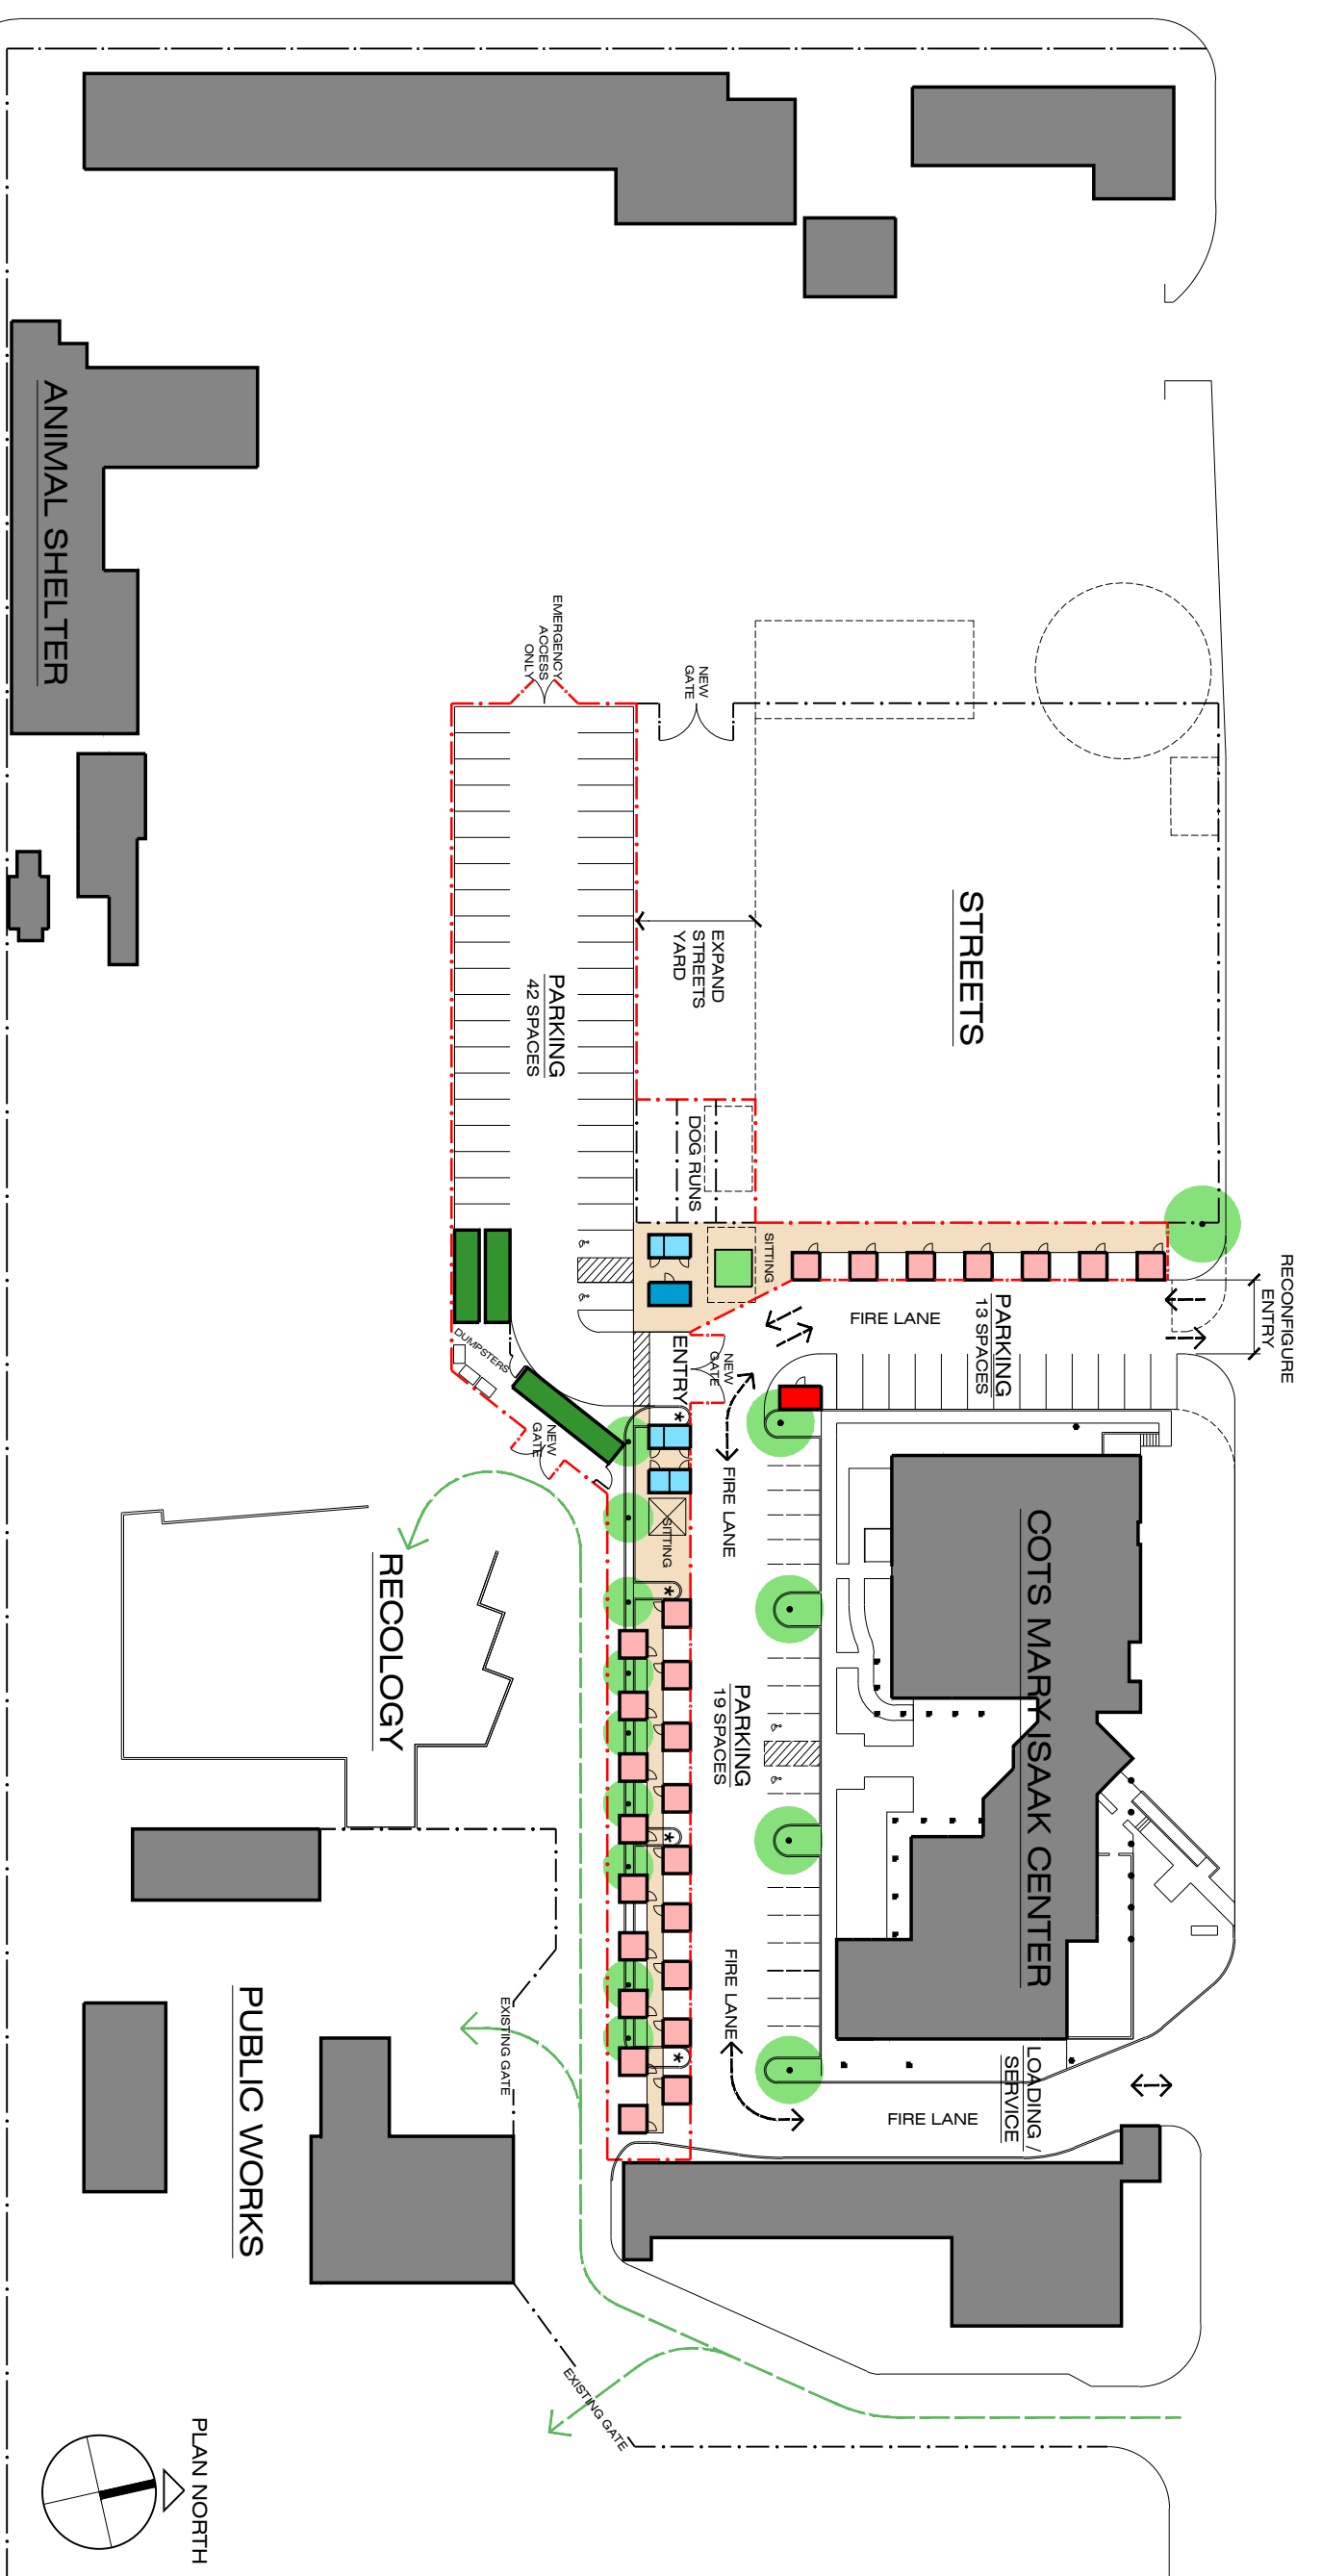 ANIMAL SHELTER
EMERGENCY
ACCESS
ONLY
NEW
GATE
STREETS
EXPAND
STREETS
YARD
PARKING
42 SPACES
DOG RUNS
SITTING
RECONFIGURE
ENTRY
PARKING
13 SPACES
FIRE LANE
DUMPSTERS
ENTRY
NEW
GATE
NEW
GATE
FIRE LANE
SITTING
COTS MARY ISAAK CENTER
RECOLOGY
PARKING
19 SPACES
FIRE LANE
LOADING /
SERVICE
FIRE LANE
EXISTING GATE
PUBLIC WORKS
EXISTING GATE
PLAN NORTH